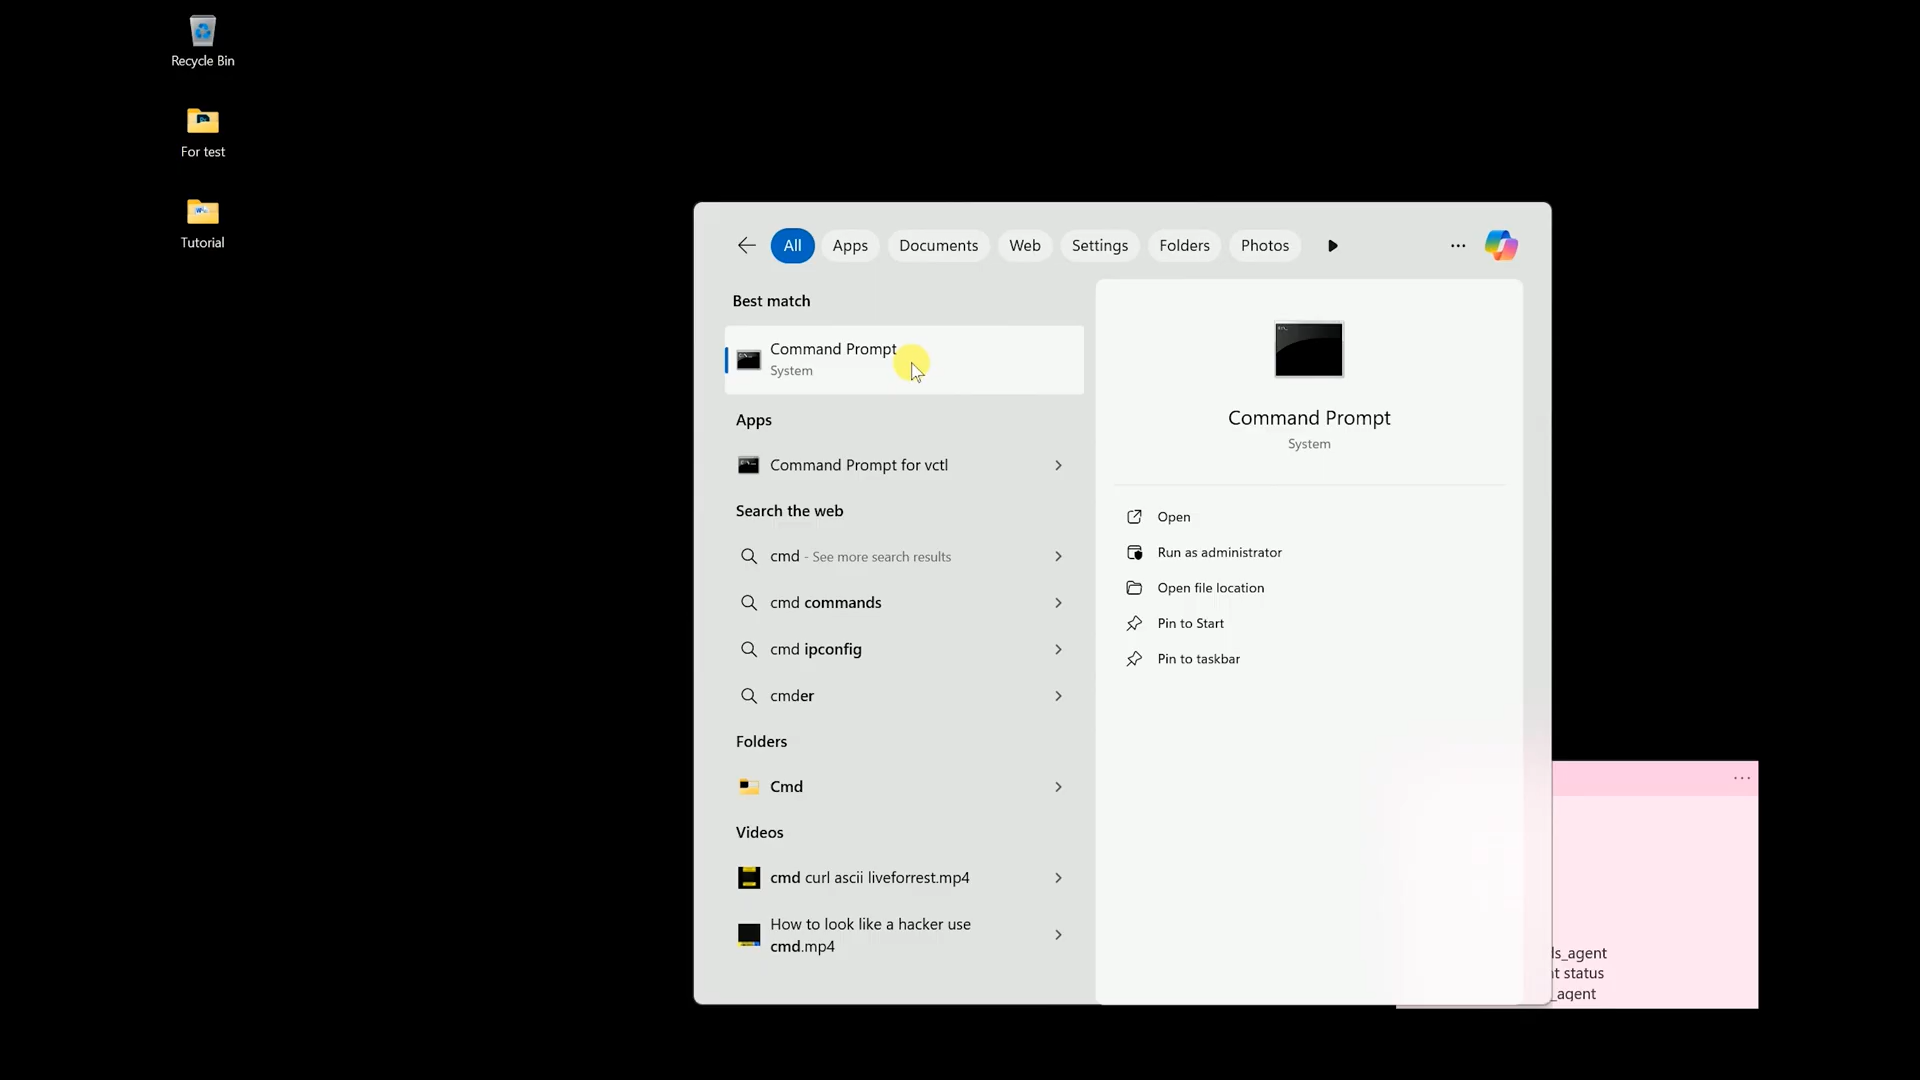 Recycle Bin
For test
Tutorial
All
Apps
Documents
Web
Settings
Folders
Photos
Best match
Command Prompt
System
Apps
Command Prompt for vctl
Search the web
cmd - See more search results
cmd commands
cmd ipconfig
cmder
Folders
Cmd
Videos
cmd curl ascii liveforrest.mp4
How to look like a hacker use
cmd.mp4
Command Prompt
System
Open
Run as administrator
Open file location
Pin to Start
Pin to taskbar
ls_agent
nt status
_agent